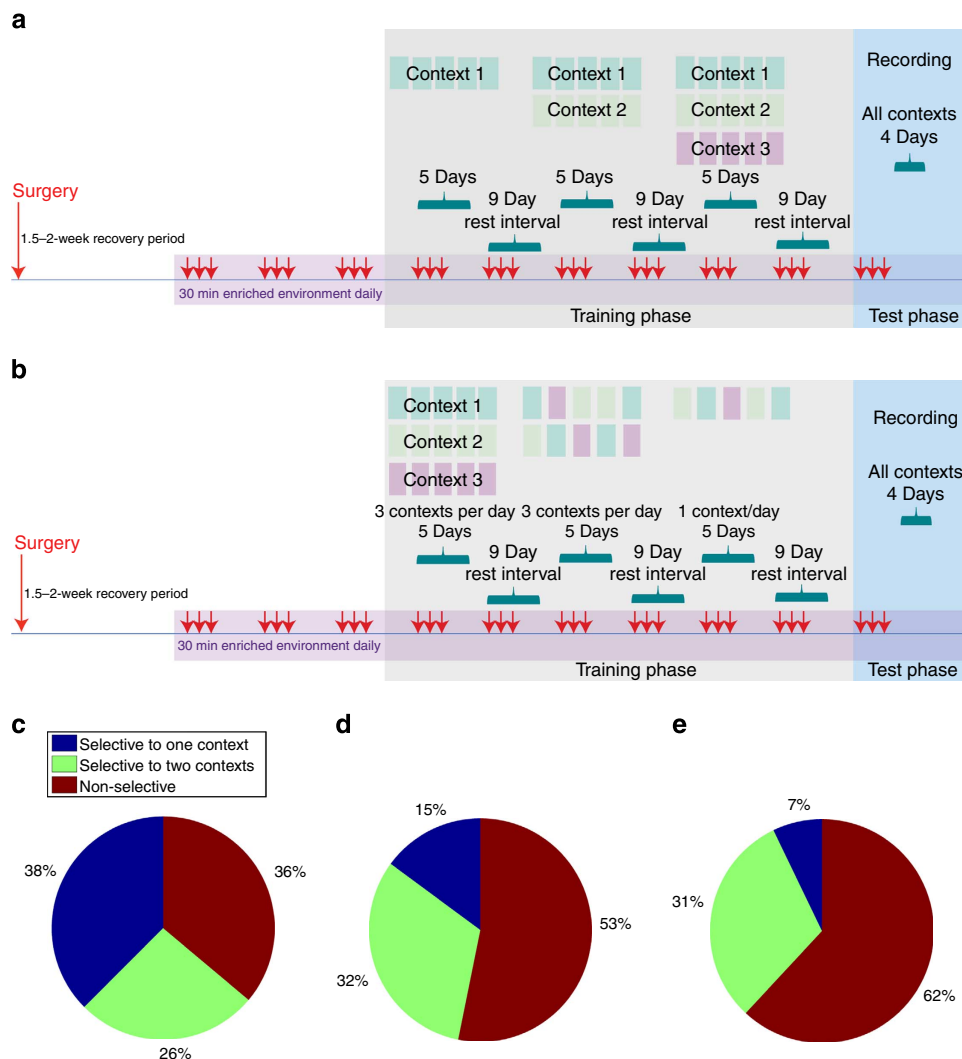 a
Context 1
Context 1
Context 1
Recording
Context 2
Context 2
All contexts
4 Days
Context 3
5 Days
5 Days
5 Days
Surgery
9 Day
rest interval
9 Day
rest interval
9 Day
rest interval
1.5–2-week recovery period
30 min enriched environment daily
Training phase
Test phase
b
Context 1
Recording
Context 2
Context 3
All contexts
4 Days
3 contexts per day
5 Days
3 contexts per day
5 Days
1 context/day
5 Days
Surgery
9 Day
rest interval
9 Day
rest interval
9 Day
rest interval
1.5–2-week recovery period
30 min enriched environment daily
Training phase
Test phase
c
d
e
Selective to one context
Selective to two contexts
Non-selective
38%
36%
26%
15%
53%
32%
7%
31%
62%